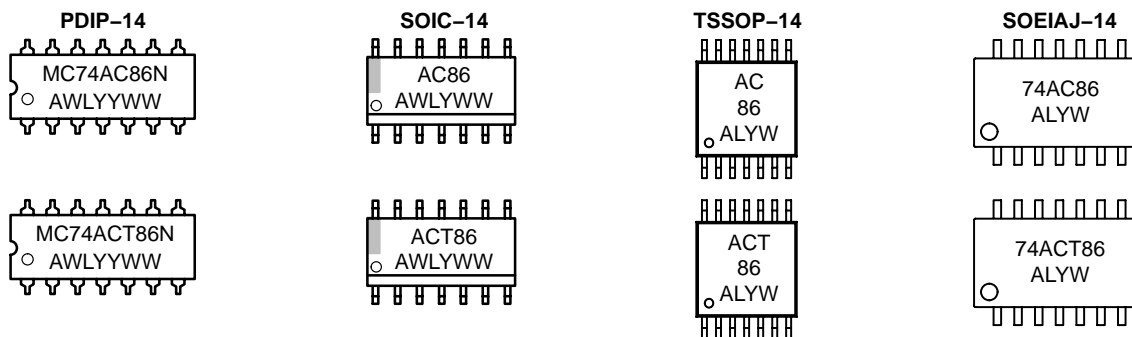 PDIP–14
MC74AC86N
AWLYYWW
MC74ACT86N
AWLYYWW
SOIC–14
AC86
AWLYWW
ACT86
AWLYWW
TSSOP–14
AC
86
ALYW
ACT
86
ALYW
SOEIAJ–14
74AC86
ALYW
74ACT86
ALYW